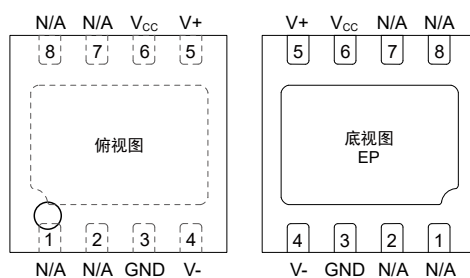 N/A N/A VCC V+
8 7 6 5
俯视图
1 2 3 4
N/A N/A GND V-
V+ VCC N/A N/A
5 6 7 8
底视图
EP
4 3 2 1
V- GND N/A N/A